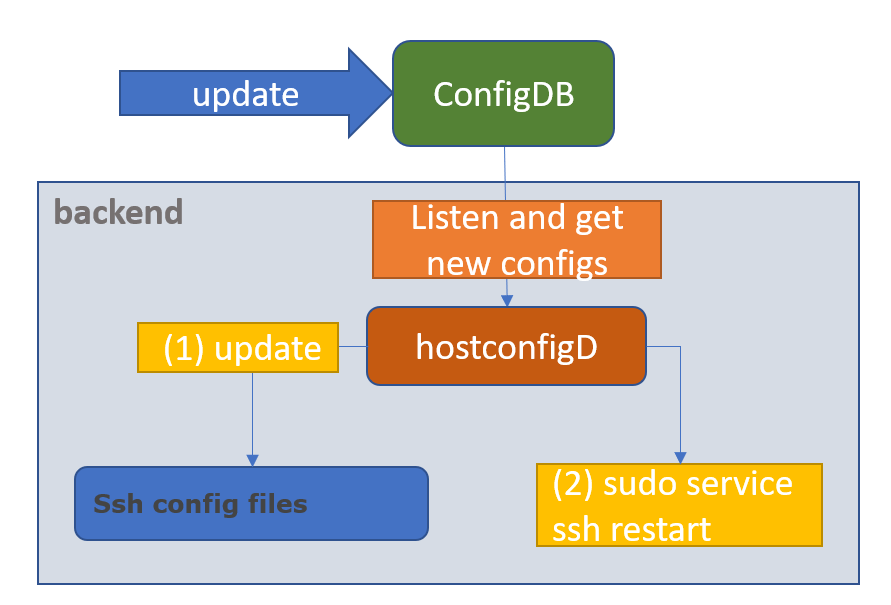 update
ConfigDB
backend
Listen and get
new configs
(1) update
hostconfigD
Ssh config files
(2) sudo service
ssh restart